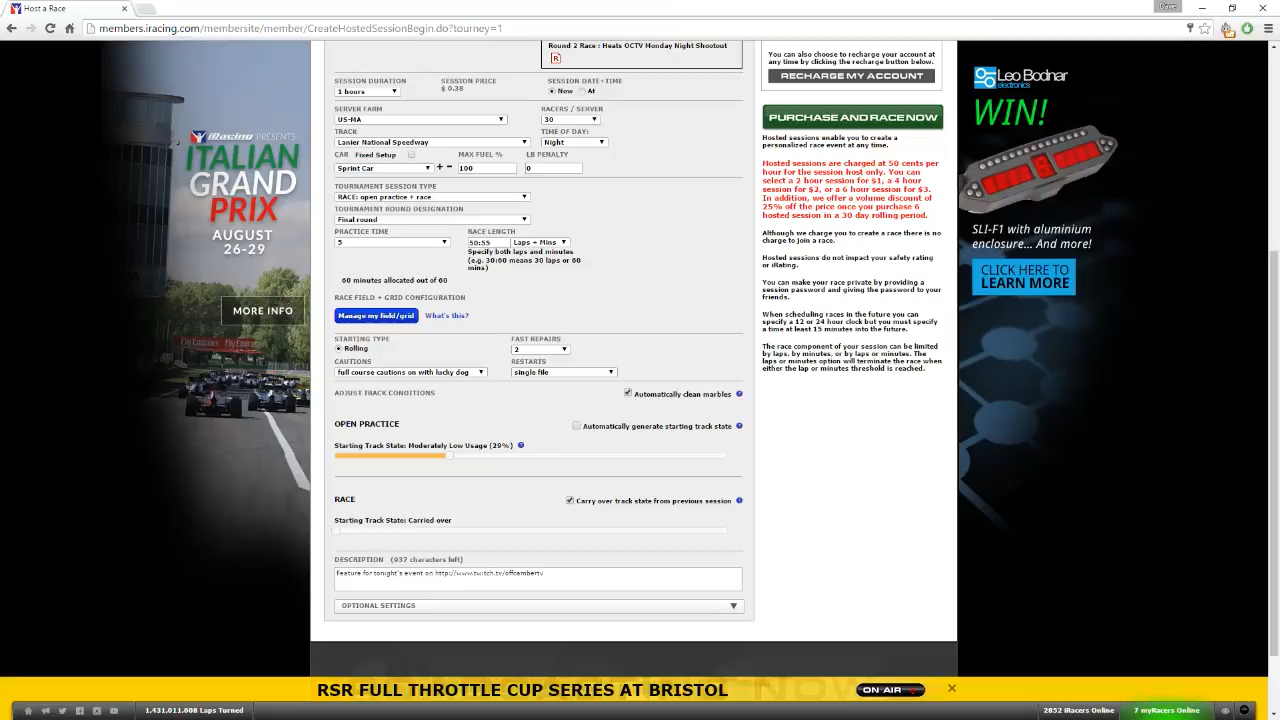 Host a Race
Dave
members.iracing.com/membersite/member/CreateHostedSessionBegin.do?tourney=1
Round 2 Race : Heats OCTV Monday Night Shootout
R
SESSION DURATION
SESSION PRICE
SESSION DATE+TIME
1 hours
$ 0.38
Now
At
SERVER FARM
RACERS / SERVER
US-MA
30
TRACK
TIME OF DAY:
Lanier National Speedway
Night
CAR
Fixed Setup
MAX FUEL %
LB PENALTY
Sprint Car
+ −
100
0
TOURNAMENT SESSION TYPE
RACE: open practice + race
TOURNAMENT ROUND DESIGNATION
Final round
PRACTICE TIME
RACE LENGTH
5
50:55
Laps + Mins
Specify both laps and minutes
(e.g. 30:60 means 30 laps or 60
mins)
60 minutes allocated out of 60
RACE FIELD + GRID CONFIGURATION
Manage my field/grid
What's this?
STARTING TYPE
FAST REPAIRS
Rolling
2
CAUTIONS
RESTARTS
full course cautions on with lucky dog
single file
ADJUST TRACK CONDITIONS
Automatically clean marbles
OPEN PRACTICE
Automatically generate starting track state
Starting Track State: Moderately Low Usage (29%)
RACE
Carry over track state from previous session
Starting Track State: Carried over
DESCRIPTION (937 characters left)
Feature for tonight's event on http://www.twitch.tv/offcambertv
OPTIONAL SETTINGS
You can also choose to recharge your account at
any time by clicking the recharge button below.
RECHARGE MY ACCOUNT
PURCHASE AND RACE NOW
Hosted sessions enable you to create a
personalized race event at any time.
Hosted sessions are charged at 50 cents per
hour for the session host only. You can
select a 2 hour session for $1, a 4 hour
session for $2, or a 6 hour session for $3.
In addition, we offer a volume discount of
25% off the price once you purchase 6
hosted session in a 30 day rolling period.
Although we charge you to create a race there is no
charge to join a race.
Hosted sessions do not impact your safety rating
or iRating.
You can make your race private by providing a
session password and giving the password to your
friends.
When scheduling races in the future you can
specify a 12 or 24 hour clock but you must specify
a time at least 15 minutes into the future.
The race component of your session can be limited
by laps, by minutes, or by laps or minutes. The
laps or minutes option will terminate the race when
either the lap or minutes threshold is reached.
iRacing PRESENTS
ITALIAN
GRAND
PRIX
AUGUST
26-29
MORE INFO
Fly Emirates
Leo Bodnar
electronics
WIN!
8
SLI-F1 with aluminium
enclosure... And more!
CLICK HERE TO
LEARN MORE
RSR FULL THROTTLE CUP SERIES AT BRISTOL
ON AIR
1,431,011,608 Laps Turned
2852 iRacers Online
7 myRacers Online